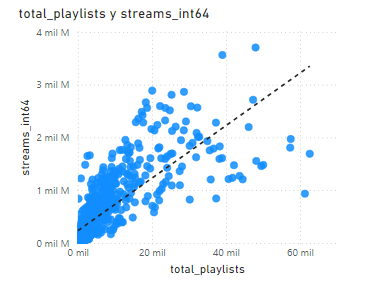 total_playlists y streams_int64
4 mil M
3 mil M
2 mil M
1 mil M
0 mil M
streams_int64
0 mil
20 mil
40 mil
60 mil
total_playlists